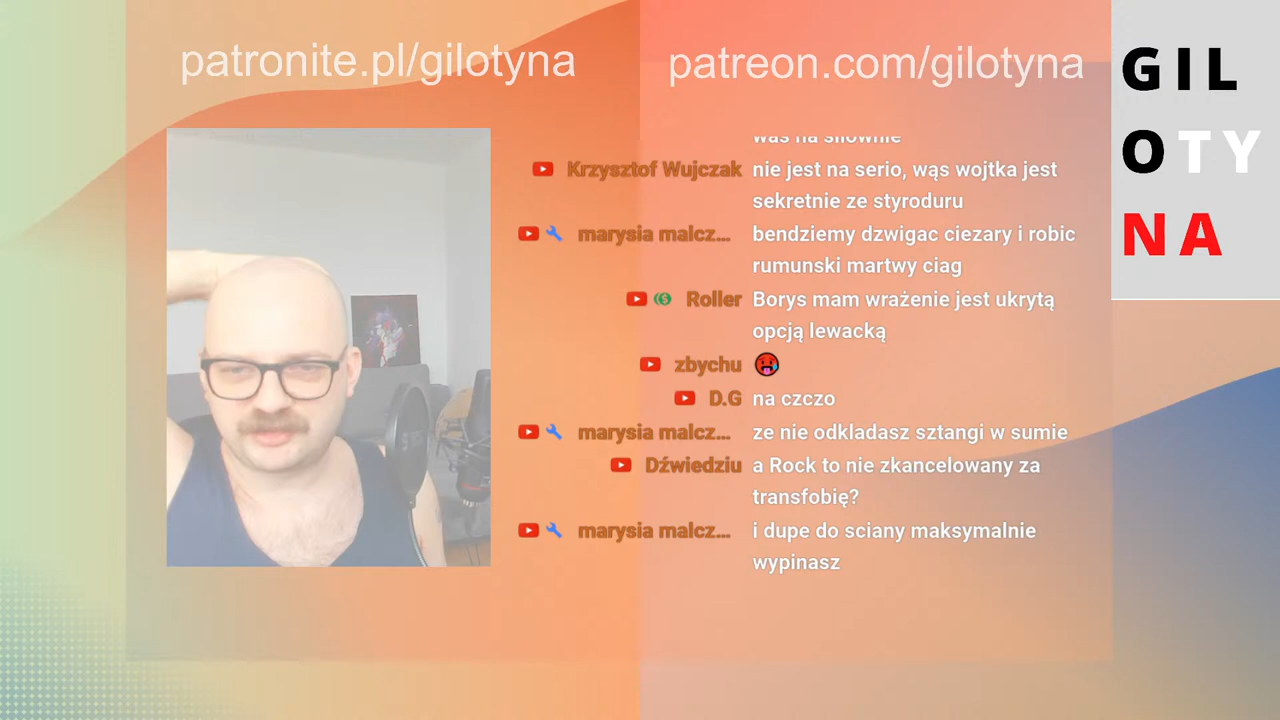 patronite.pl/gilotyna
patreon.com/gilotyna
GIL
OTY
NA
was na siłownie
Krzysztof Wujczak nie jest na serio, wąs wojtka jest
sekretnie ze styroduru
marysia malcz... bendziemy dzwigac ciezary i robic
rumunski martwy ciag
Roller Borys mam wrażenie jest ukrytą
opcją lewacką
zbychu
D.G na czczo
marysia malcz... ze nie odkladasz sztangi w sumie
Dźwiedziu a Rock to nie zkancelowany za
transfobię?
marysia malcz... i dupe do sciany maksymalnie
wypinasz